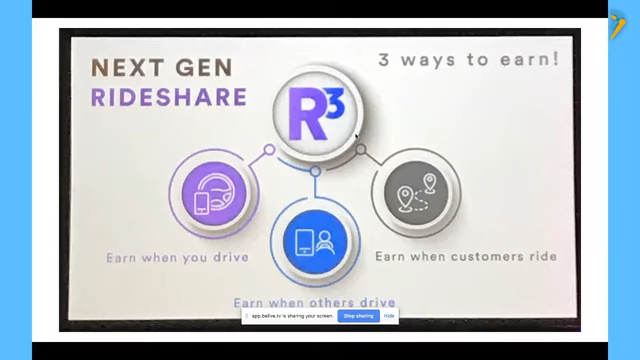 NEXT GEN
RIDESHARE
3 ways to earn!
R3
Earn when you drive
Earn when customers ride
Earn when others drive
app.belive.tv is sharing your screen.
Stop sharing
Hide